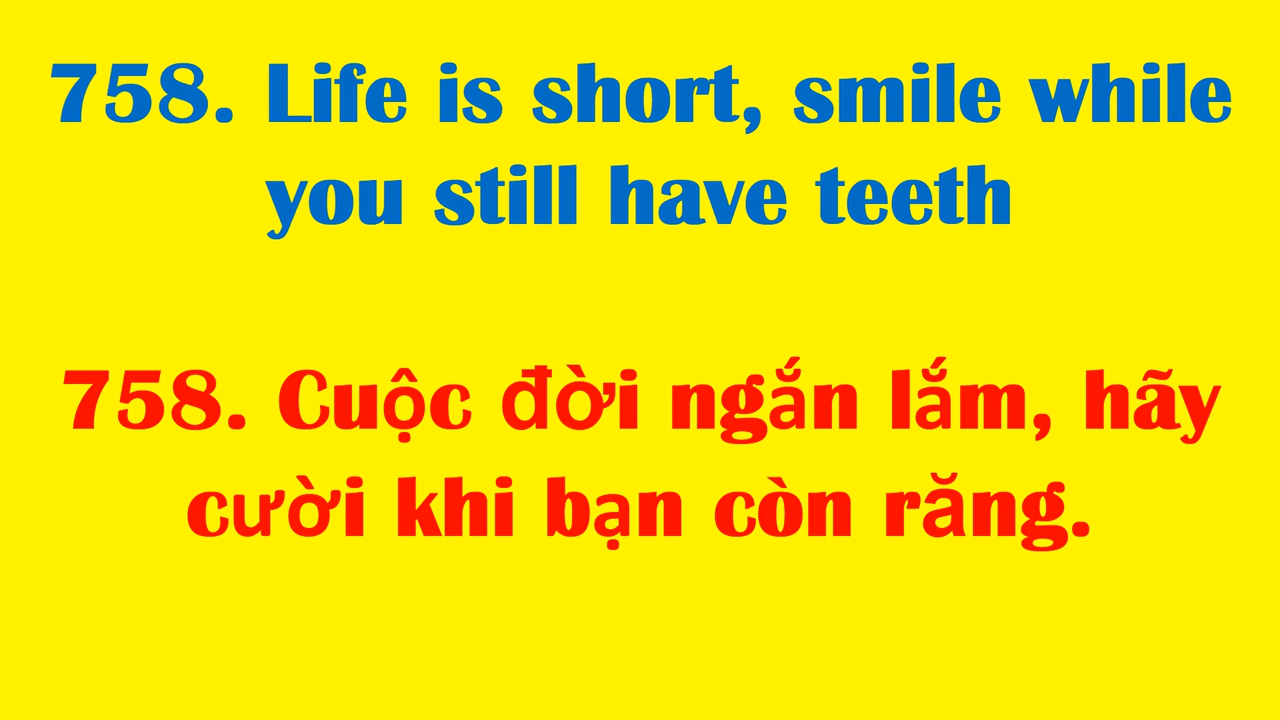 758. Life is short, smile while
you still have teeth
758. Cuộc đời ngắn lắm, hãy
cười khi bạn còn răng.